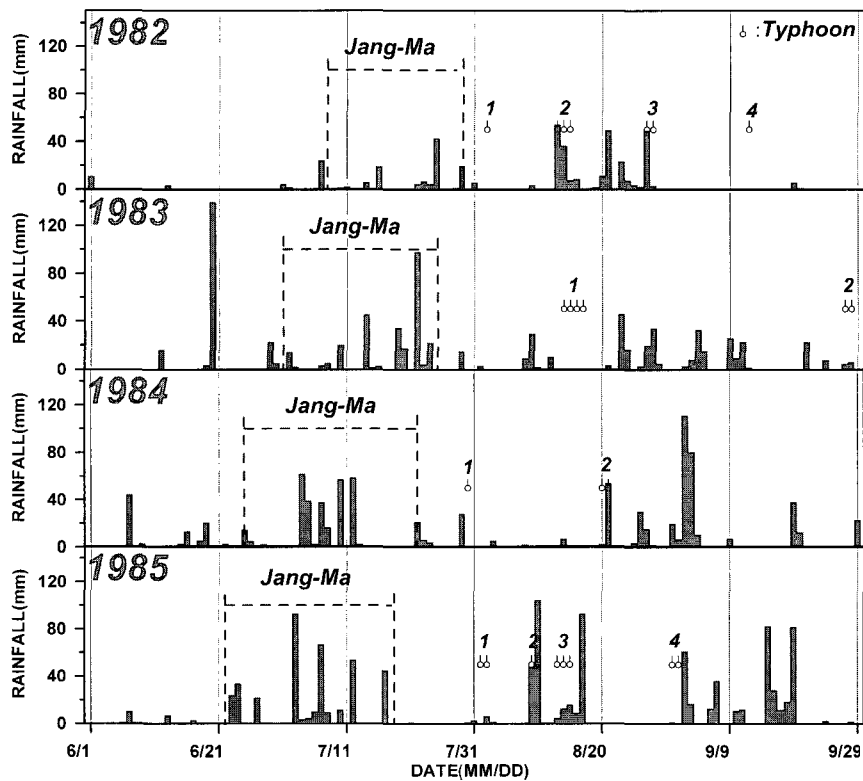 1982
Jang-Ma
: Typhoon
RAINFALL(mm)
120
80
40
0
1 2 3 4
1983
Jang-Ma
RAINFALL(mm)
120
80
40
0
1 2
1984
Jang-Ma
RAINFALL(mm)
120
80
40
0
1 2
1985
Jang-Ma
RAINFALL(mm)
120
80
40
0
1 2 3 4
6/1 6/21 7/11 7/31 8/20 9/9 9/29
DATE(MM/DD)